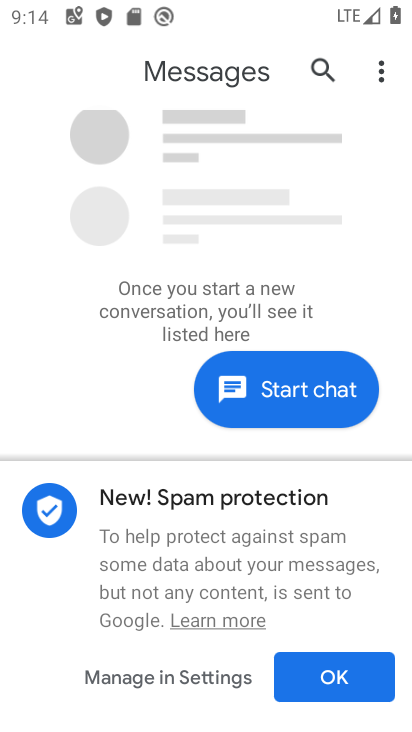 9:14
LTE
Messages
Once you start a new
conversation, you'll see it
listed here
Start chat
New! Spam protection
To help protect against spam
some data about your messages,
but not any content, is sent to
Google. Learn more
Manage in Settings
OK